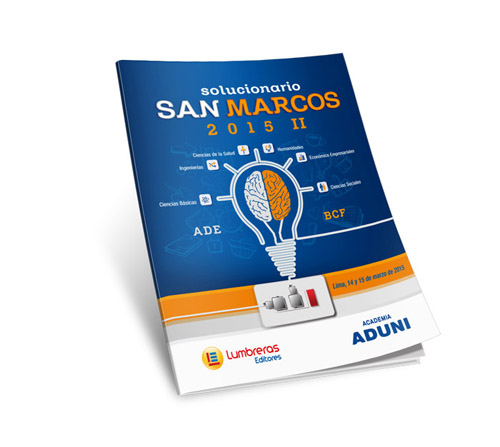 solucionario
SAN MARCOS
2015 II
Ciencias de la Salud
Humanidades
Ingenierías
Económico Empresariales
Ciencias Básicas
Ciencias Sociales
ADE
BCF
Lima, 14 y 15 de marzo de 2015
Lumbreras
Editores
ACADEMIA
ADUNI